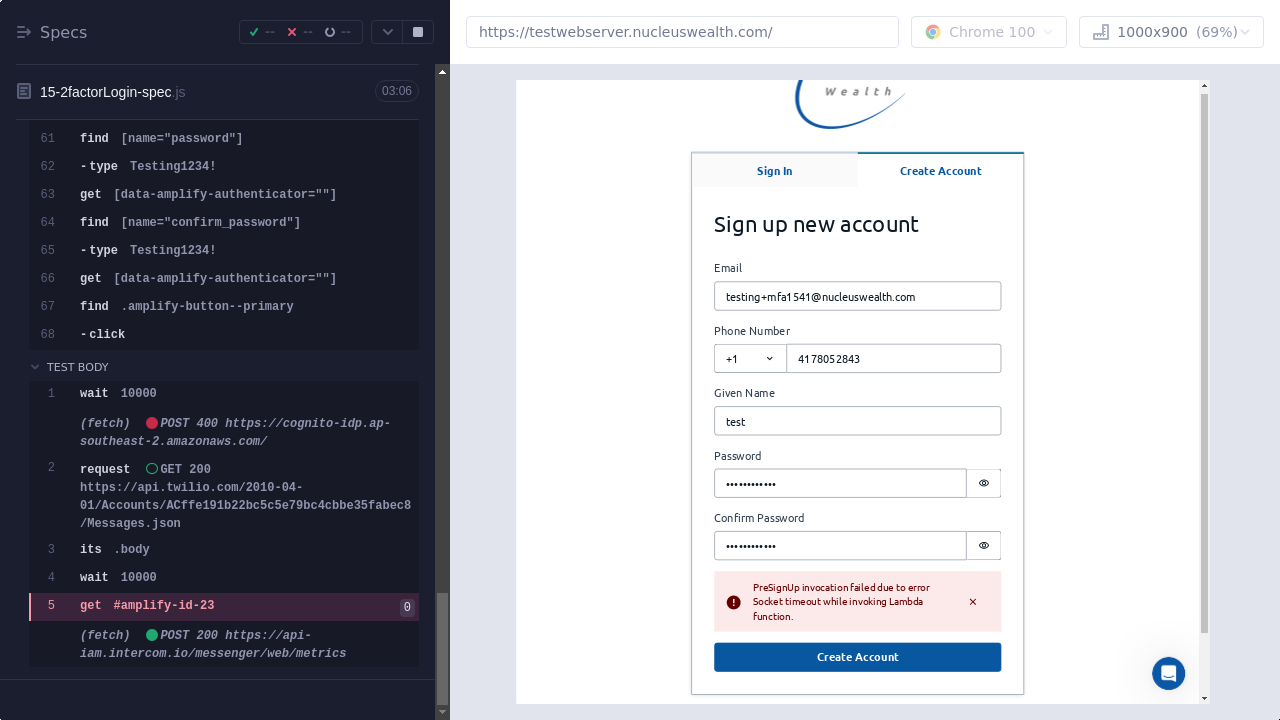 Specs
--
--
--
https://testwebserver.nucleuswealth.com/
Chrome 100
1000x900 (69%)
15-2factorLogin-spec.js
03:06
61 find [name="password"]
62 -type Testing1234!
63 get [data-amplify-authenticator=""]
64 find [name="confirm_password"]
65 -type Testing1234!
66 get [data-amplify-authenticator=""]
67 find .amplify-button--primary
68 -click
TEST BODY
1 wait 10000
(fetch) POST 400 https://cognito-idp.ap-
southeast-2.amazonaws.com/
2 request GET 200
https://api.twilio.com/2010-04-
01/Accounts/ACffe191b22bc5c5e79bc4cbbe35fabec8
/Messages.json
3 its .body
4 wait 10000
5 get #amplify-id-23 0
(fetch) POST 200 https://api-
iam.intercom.io/messenger/web/metrics
Wealth
Sign In
Create Account
Sign up new account
Email
testing+mfa1541@nucleuswealth.com
Phone Number
+1 4178052843
Given Name
test
Password
••••••••••••
Confirm Password
••••••••••••
PreSignUp invocation failed due to error
Socket timeout while invoking Lambda
function.
Create Account